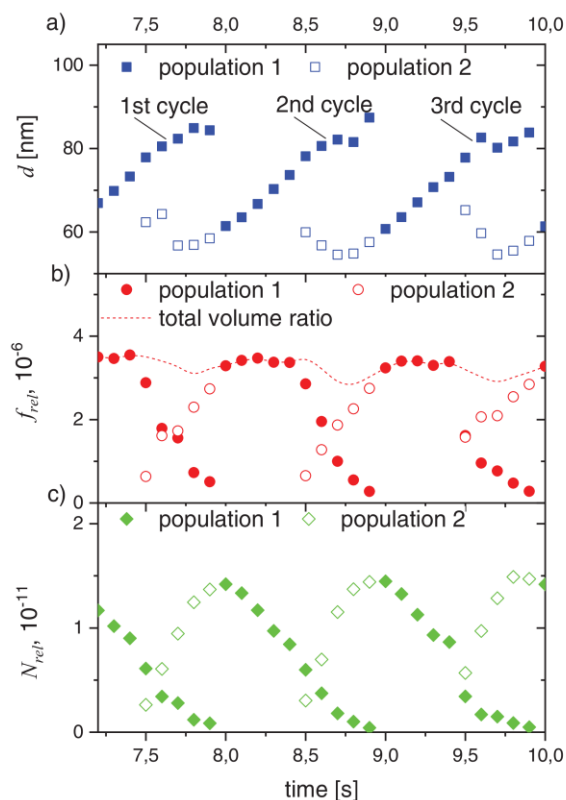 a)
7,5 8,0 8,5 9,0 9,5 10,0
100
80
60
d [nm]
population 1 population 2
1st cycle 2nd cycle 3rd cycle
b)
population 1 population 2
total volume ratio
4
2
0
f_rel, 10^-6
c)
population 1 population 2
2
1
0
N_rel, 10^-11
7,5 8,0 8,5 9,0 9,5 10,0
time [s]